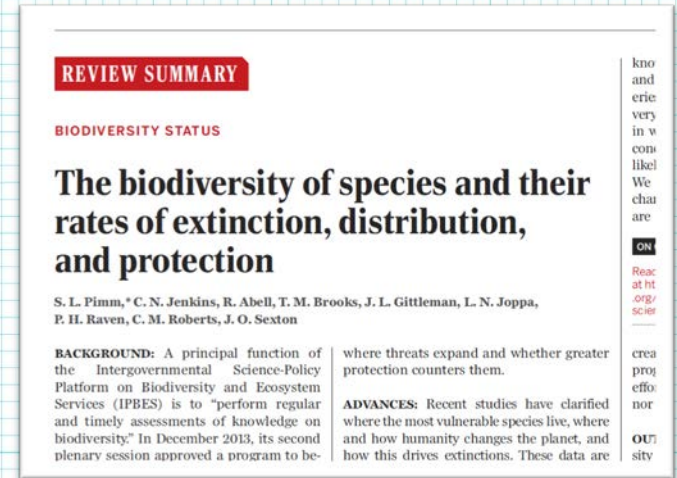 REVIEW SUMMARY
BIODIVERSITY STATUS
The biodiversity of species and their
rates of extinction, distribution,
and protection
S. L. Pimm,* C. N. Jenkins, R. Abell, T. M. Brooks, J. L. Gittleman, L. N. Joppa,
P. H. Raven, C. M. Roberts, J. O. Sexton
BACKGROUND: A principal function of
the Intergovernmental Science-Policy
Platform on Biodiversity and Ecosystem
Services (IPBES) is to “perform regular
and timely assessments of knowledge on
biodiversity.” In December 2013, its second
plenary session approved a program to be-
where threats expand and whether greater
protection counters them.
ADVANCES: Recent studies have clarified
where the most vulnerable species live, where
and how humanity changes the planet, and
how this drives extinctions. These data are
and
very
We
are
at